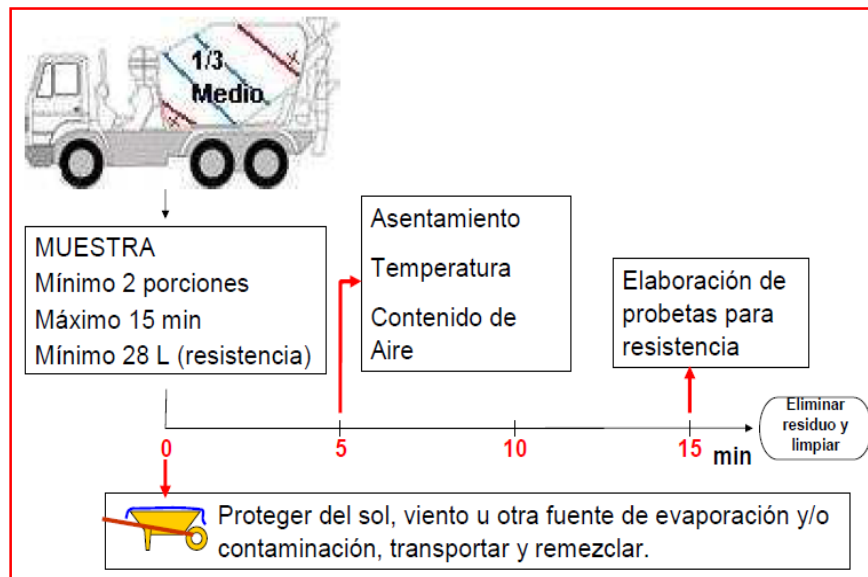 1/3
Medio
MUESTRA
Mínimo 2 porciones
Máximo 15 min
Mínimo 28 L (resistencia)
Asentamiento
Temperatura
Contenido de
Aire
Elaboración de
probetas para
resistencia
0
5
10
15
min
Eliminar
residuo y
limpiar
Proteger del sol, viento u otra fuente de evaporación y/o
contaminación, transportar y remezclar.